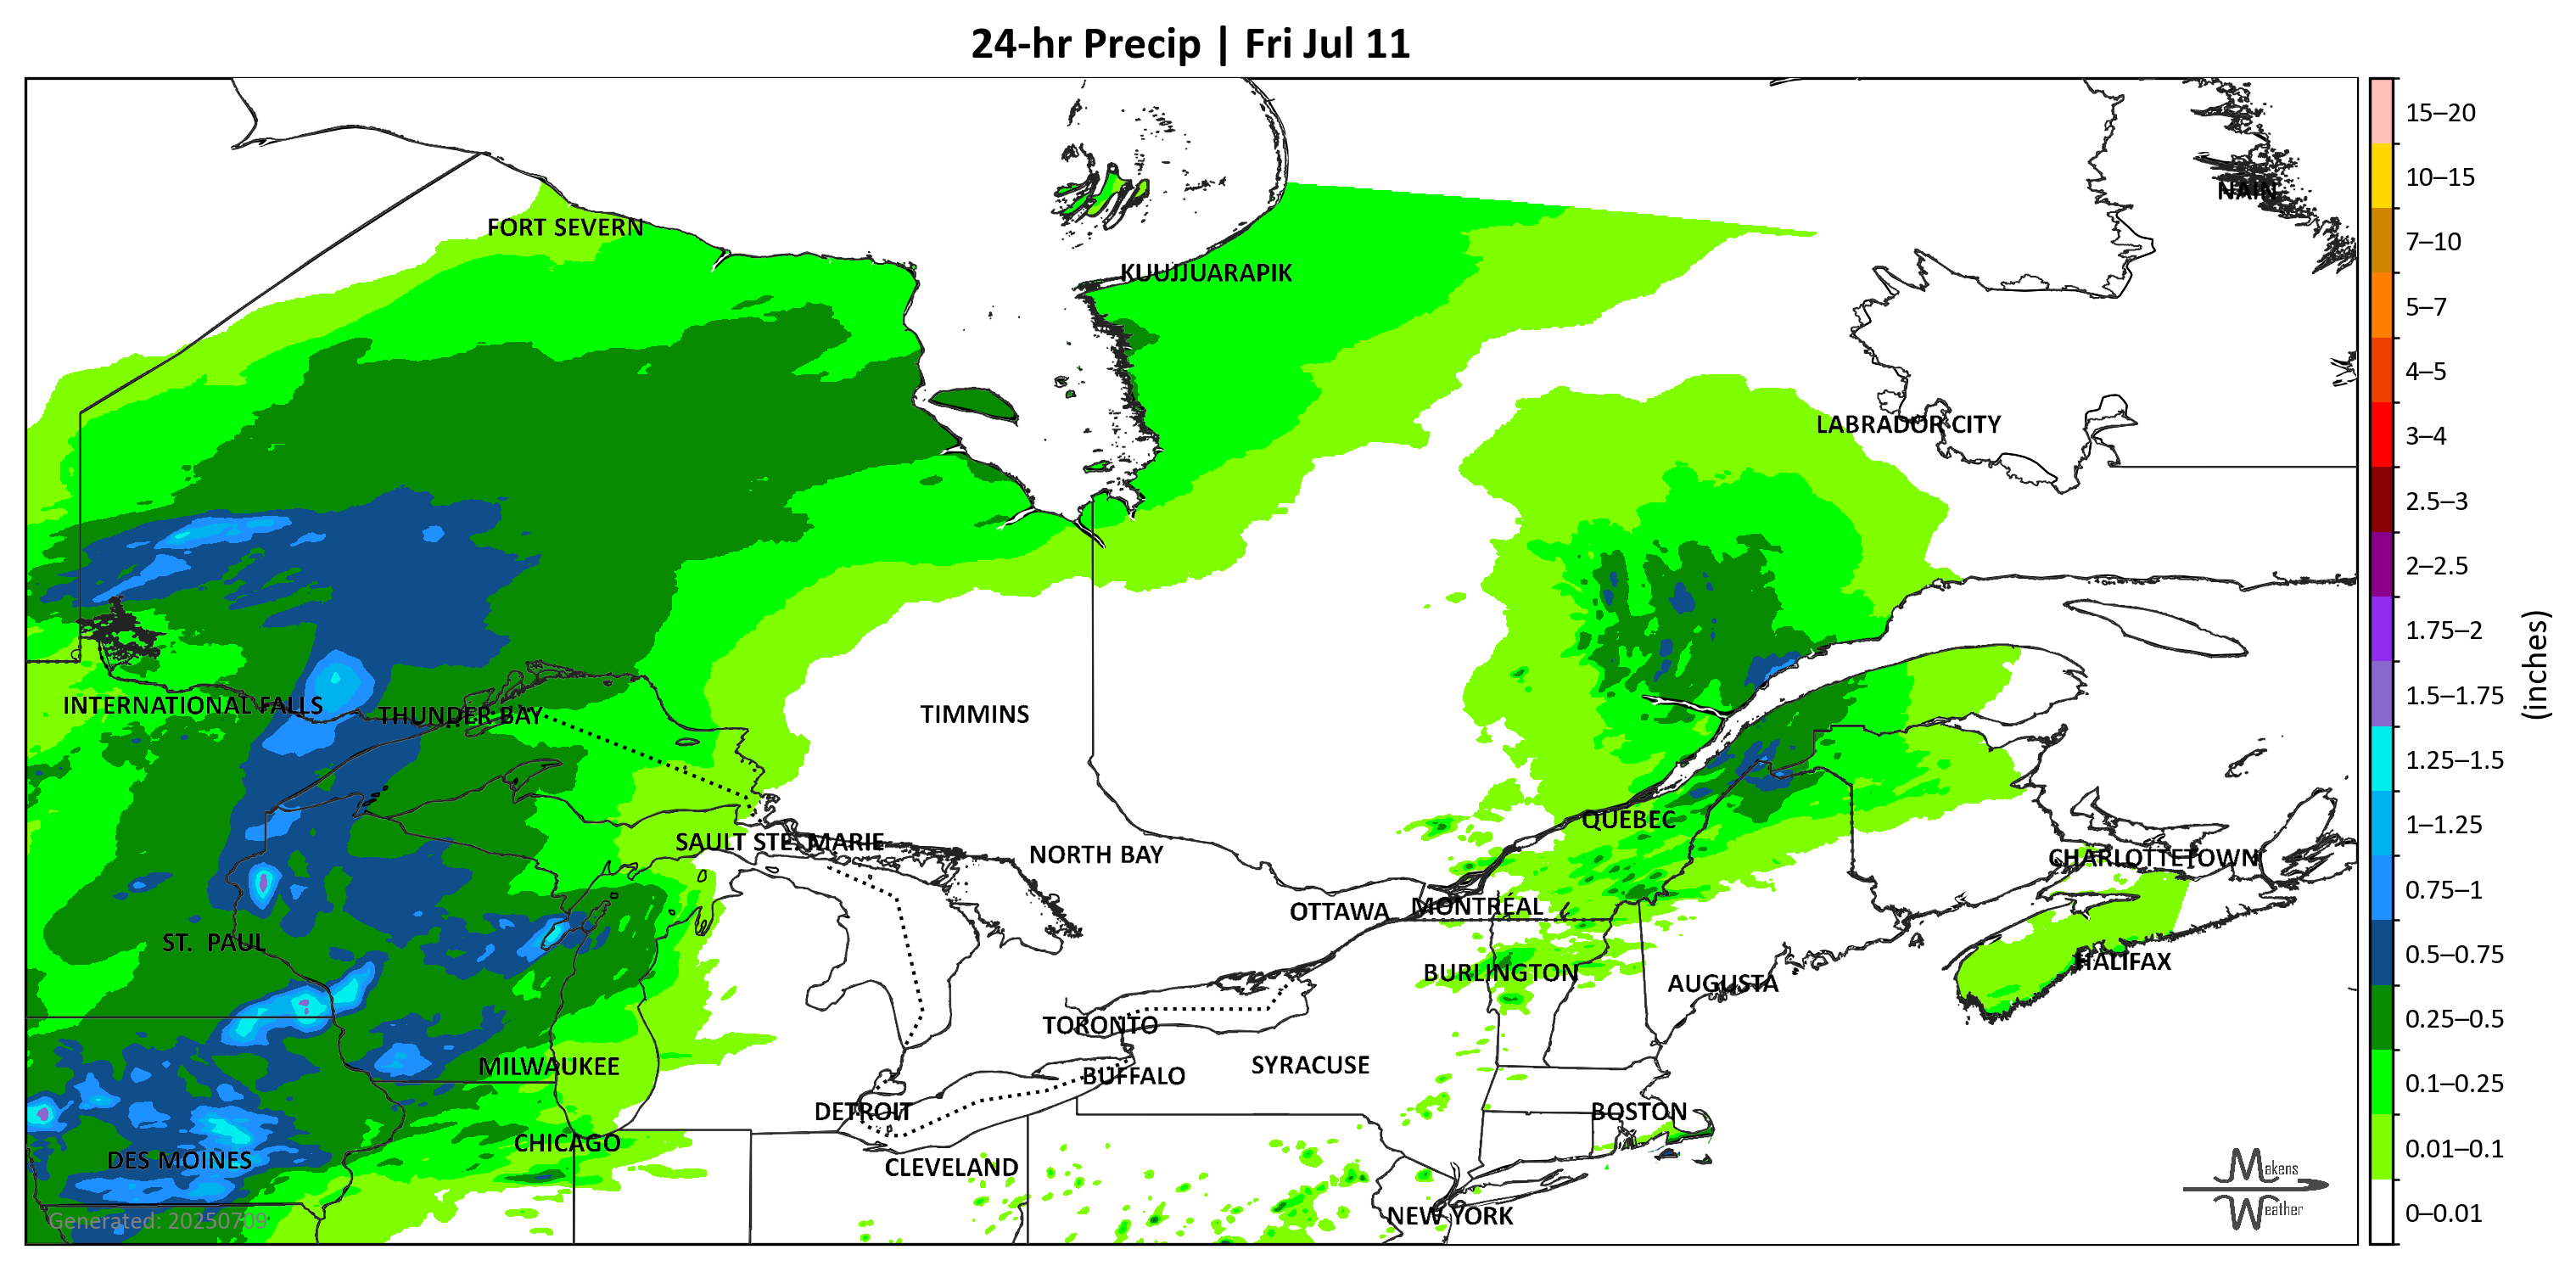 24-hr Precip | Fri Jul 11
NAIN
FORT SEVERN
KUUJJUARAPIK
LABRADOR CITY
INTERNATIONAL FALLS
THUNDER BAY
TIMMINS
QUEBEC
SAULT STE. MARIE
NORTH BAY
CHARLOTTETOWN
OTTAWA
MONTRÉAL
ST. PAUL
HALIFAX
BURLINGTON
AUGUSTA
TORONTO
SYRACUSE
MILWAUKEE
BUFFALO
DETROIT
BOSTON
CHICAGO
DES MOINES
CLEVELAND
NEW YORK
Generated: 20250709
Makens
Weather
15–20
10–15
7–10
5–7
4–5
3–4
2.5–3
2–2.5
1.75–2
1.5–1.75
1.25–1.5
1–1.25
0.75–1
0.5–0.75
0.25–0.5
0.1–0.25
0.01–0.1
0–0.01
(inches)